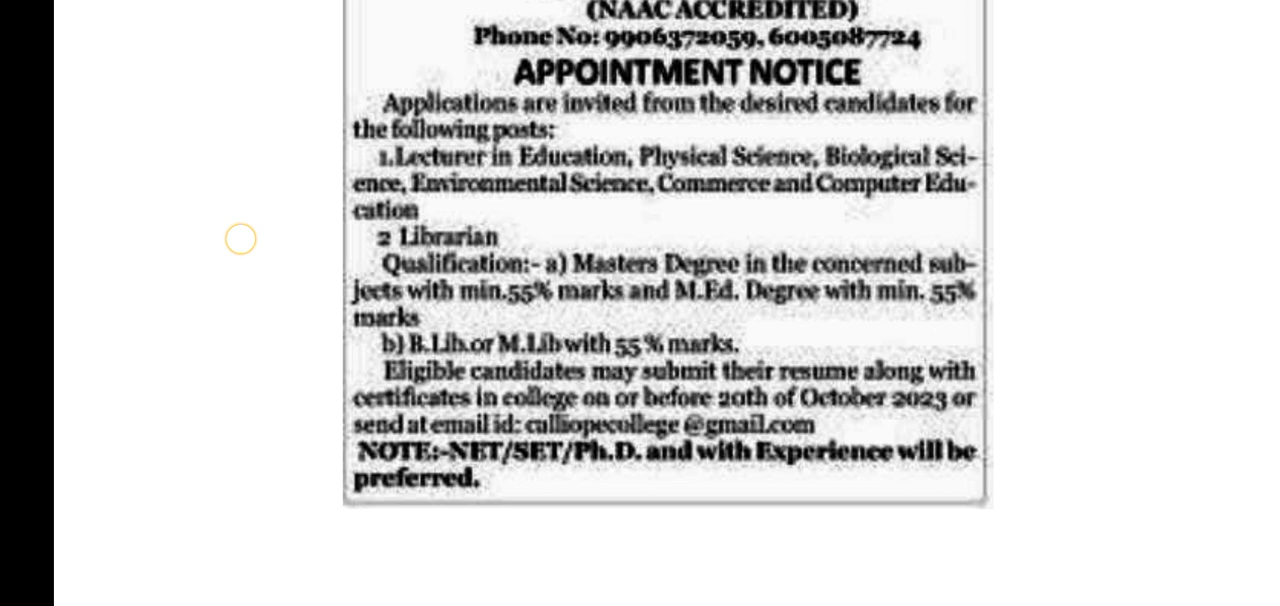 (NAAC ACCREDITED)
Phone No: 9906372059, 6005087724
APPOINTMENT NOTICE
Applications are invited from the desired candidates for
the following posts:
1.Lecturer in Education, Physical Science, Biological Sci-
ence, Environmental Science, Commerce and Computer Edu-
cation
2 Librarian
Qualification:- a) Masters Degree in the concerned sub-
jects with min.55% marks and M.Ed. Degree with min. 55%
marks
b) B.Lib.or M.Lib with 55 % marks.
Eligible candidates may submit their resume along with
certificates in college on or before 20th of October 2023 or
send at email id: calliopecollege @gmail.com
NOTE:-NET/SET/Ph.D. and with Experience will be
preferred.